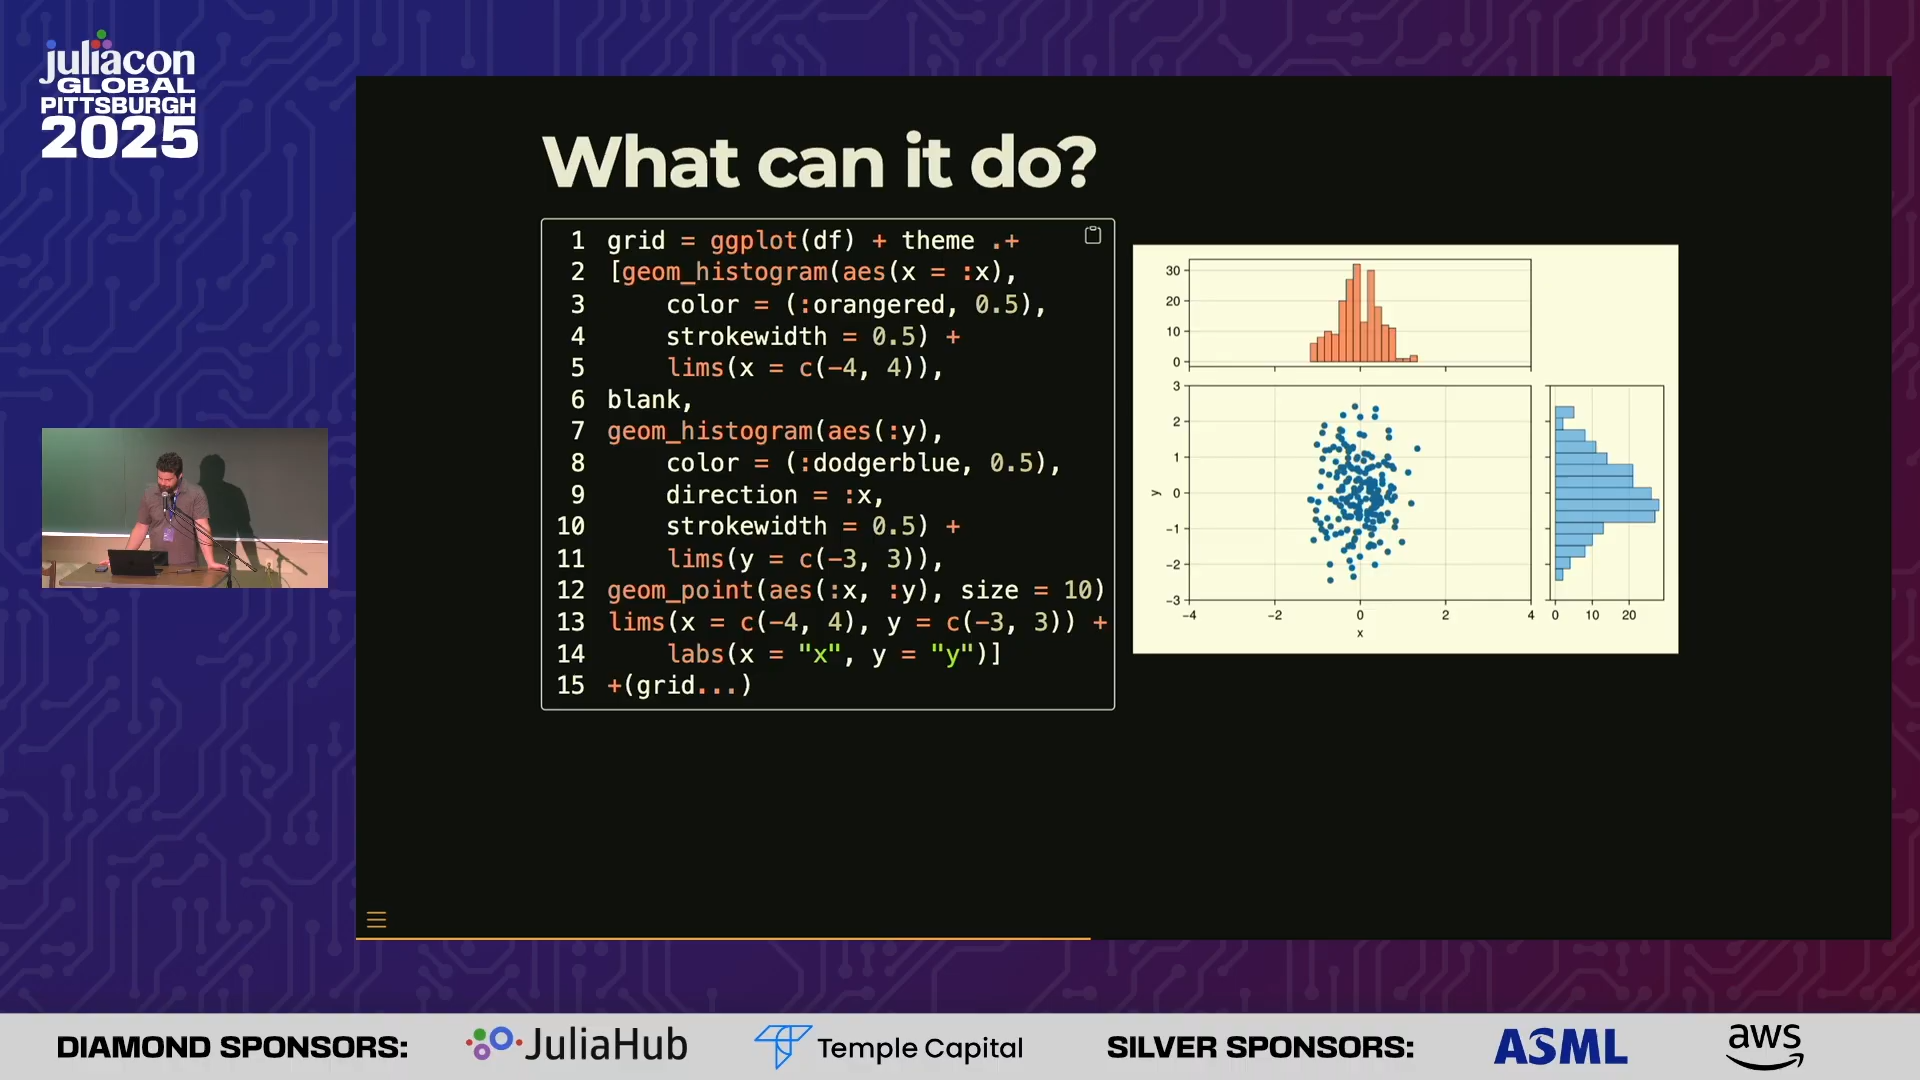 juliacon
GLOBAL
PITTSBURGH
2025
What can it do?
1 grid = ggplot(df) + theme .+
2 [geom_histogram(aes(x = :x),
3 color = (:orangered, 0.5),
4 strokewidth = 0.5) +
5 lims(x = c(-4, 4)),
6 blank,
7 geom_histogram(aes(:y),
8 color = (:dodgerblue, 0.5),
9 direction = :x,
10 strokewidth = 0.5) +
11 lims(y = c(-3, 3)),
12 geom_point(aes(:x, :y), size = 10)
13 lims(x = c(-4, 4), y = c(-3, 3)) +
14 labs(x = "x", y = "y")]
15 +(grid...)
30
20
10
0
3
2
1
0
-1
-2
-3
y
-4 -2 0 2 4
x
0 10 20
DIAMOND SPONSORS: JuliaHub Temple Capital SILVER SPONSORS: ASML aws